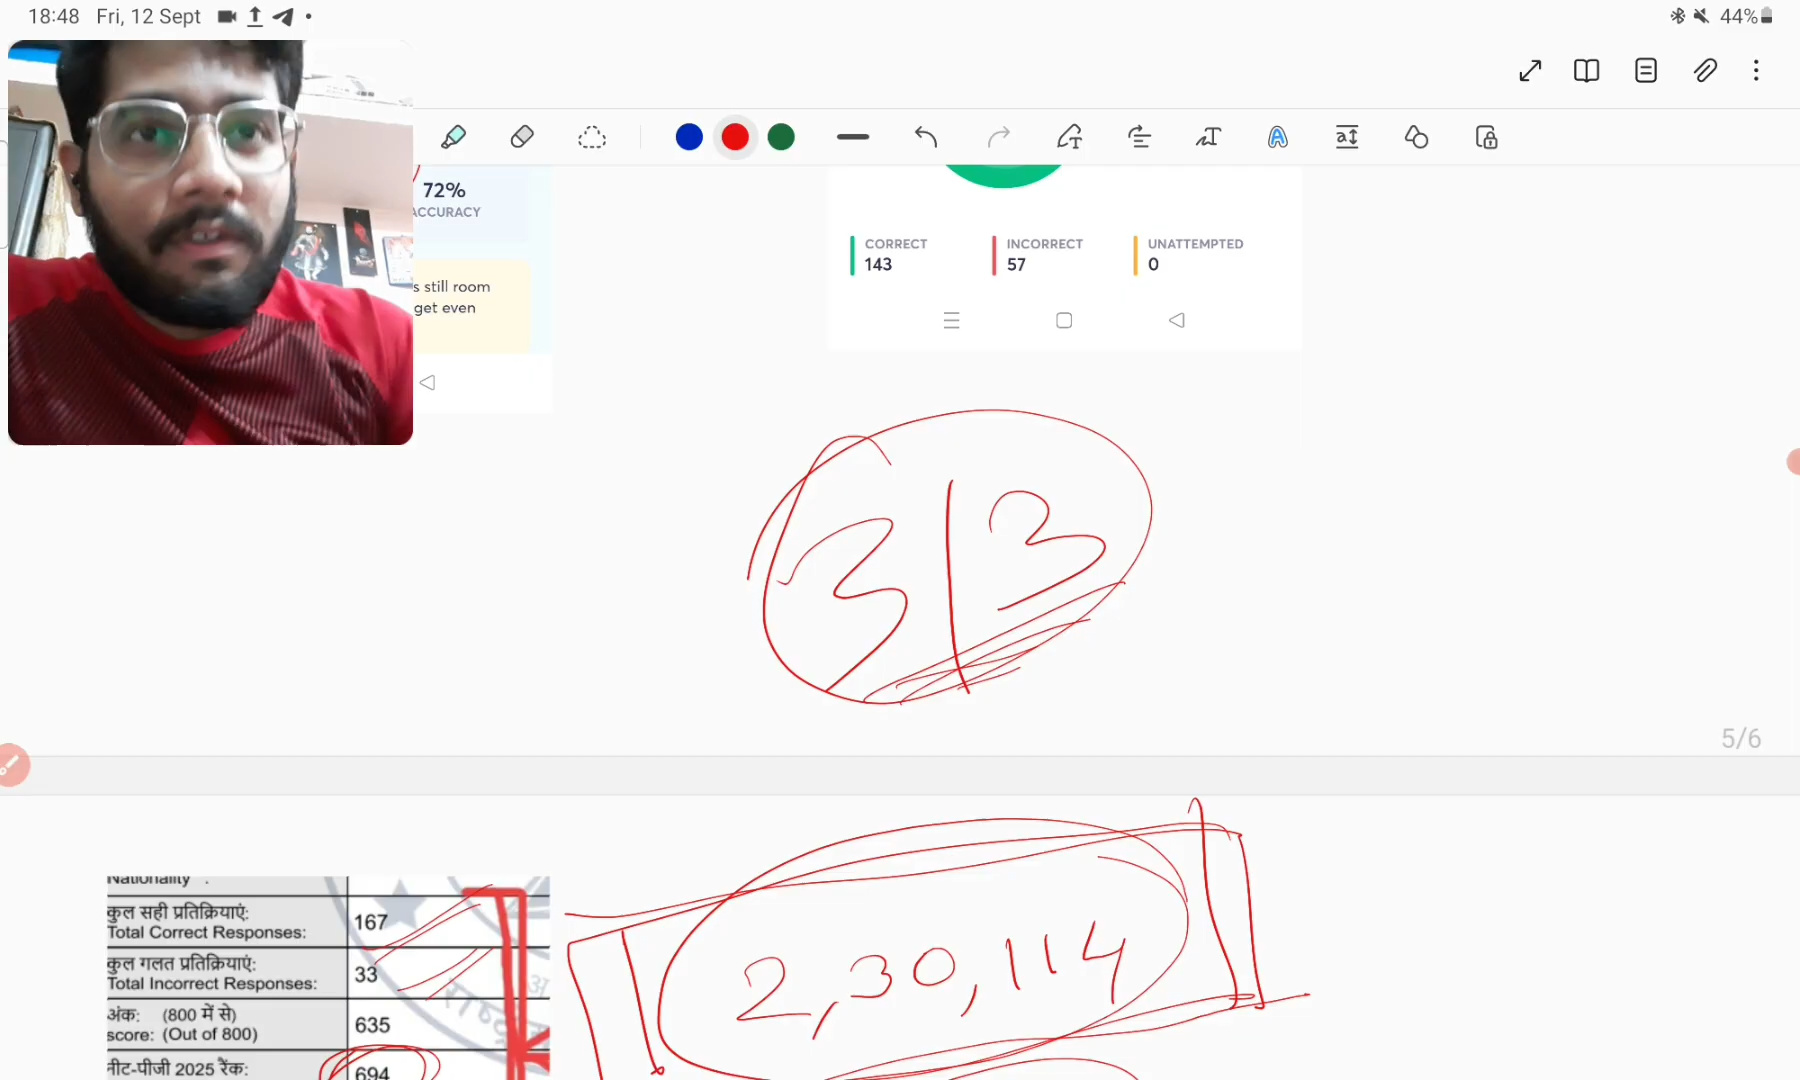 18:48 Fri, 12 Sept
44%
72%
ACCURACY
s still room
get even
CORRECT
143
INCORRECT
57
UNATTEMPTED
0
3 | 3
5/6
Nationality :
कुल सही प्रतिक्रियाएं:
Total Correct Responses:
167
कुल गलत प्रतिक्रियाएं:
Total Incorrect Responses:
33
अंक: (800 में से)
score: (Out of 800)
635
नीट-पीजी 2025 रैंक:
694
2,30,114